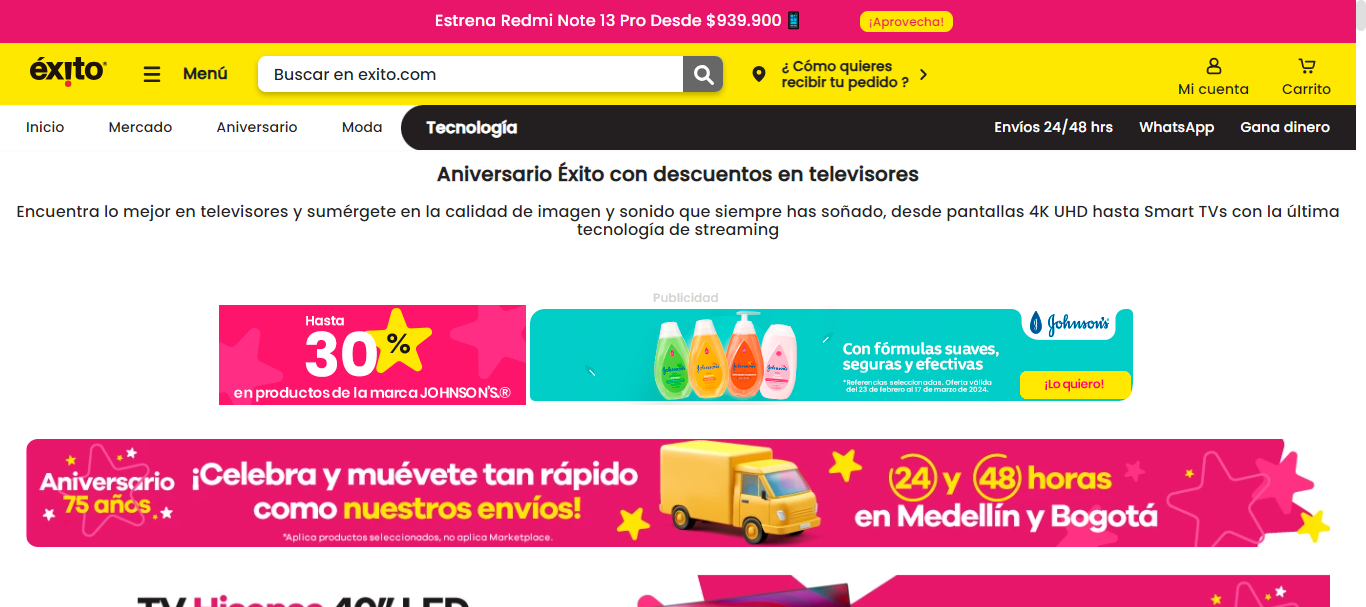 Estrena Redmi Note 13 Pro Desde $939.900
¡Aprovecha!
éxito
Menú
Buscar en exito.com
¿ Cómo quieres
recibir tu pedido ?
Mi cuenta
Carrito
Inicio
Mercado
Aniversario
Moda
Tecnología
Envíos 24/48 hrs
WhatsApp
Gana dinero
Aniversario Éxito con descuentos en televisores
Encuentra lo mejor en televisores y sumérgete en la calidad de imagen y sonido que siempre has soñado, desde pantallas 4K UHD hasta Smart TVs con la última
tecnología de streaming
Publicidad
Hasta
30%
en productos de la marca JOHNSON'S.®
Johnson's
Con fórmulas suaves,
seguras y efectivas
*Referencias seleccionadas. Oferta válida
del 23 de febrero al 17 de marzo de 2024.
¡Lo quiero!
Aniversario
75 años.
¡Celebra y muévete tan rápido
como nuestros envíos!
*Aplica productos seleccionados, no aplica Marketplace.
24 y 48 horas
en Medellín y Bogotá
TV Hisense 40" LED